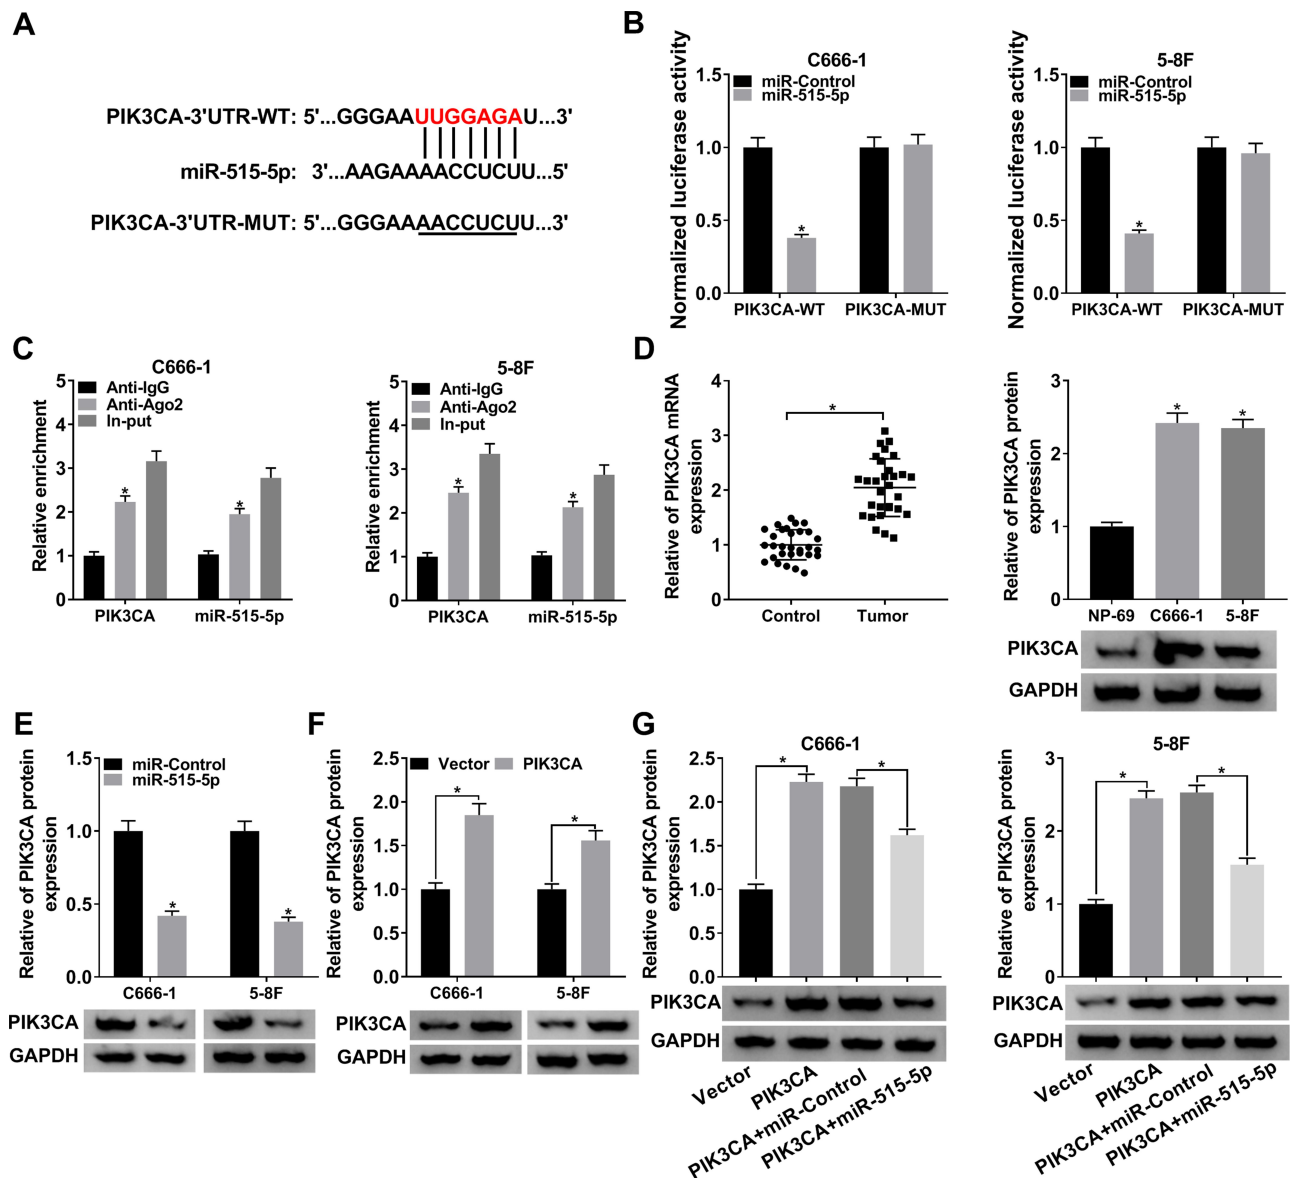 A
PIK3CA-3'UTR-WT: 5'...GGGAAUUGGAGAU...3'
miR-515-5p: 3'...AAGAAAACCUCUU...5'
PIK3CA-3'UTR-MUT: 5'...GGGAAAACCUCUU...3'
B
C666-1
miR-Control
miR-515-5p
Normalized luciferase activity
1.5
1.0
0.5
0.0
*
PIK3CA-WT PIK3CA-MUT
5-8F
miR-Control
miR-515-5p
Normalized luciferase activity
1.5
1.0
0.5
0.0
*
PIK3CA-WT PIK3CA-MUT
C
C666-1
Anti-IgG
Anti-Ago2
In-put
Relative enrichment
5
4
3
2
1
0
* *
PIK3CA miR-515-5p
5-8F
Anti-IgG
Anti-Ago2
In-put
Relative enrichment
5
4
3
2
1
0
* *
PIK3CA miR-515-5p
D
Relative of PIK3CA mRNA
expression
4
3
2
1
0
*
Control Tumor
Relative of PIK3CA protein
expression
3
2
1
0
* *
NP-69 C666-1 5-8F
PIK3CA
GAPDH
E
Relative of PIK3CA protein
expression
miR-Control
miR-515-5p
1.5
1.0
0.5
0.0
* *
C666-1 5-8F
PIK3CA
GAPDH
F
Relative of PIK3CA protein
expression
Vector PIK3CA
2.5
2.0
1.5
1.0
0.5
0.0
* *
C666-1 5-8F
PIK3CA
GAPDH
G
C666-1
Relative of PIK3CA protein
expression
2.5
2.0
1.5
1.0
0.5
0.0
* *
PIK3CA
GAPDH
Vector
PIK3CA
PIK3CA+miR-Control
PIK3CA+miR-515-5p
5-8F
Relative of PIK3CA protein
expression
3
2
1
0
* *
PIK3CA
GAPDH
Vector
PIK3CA
PIK3CA+miR-Control
PIK3CA+miR-515-5p